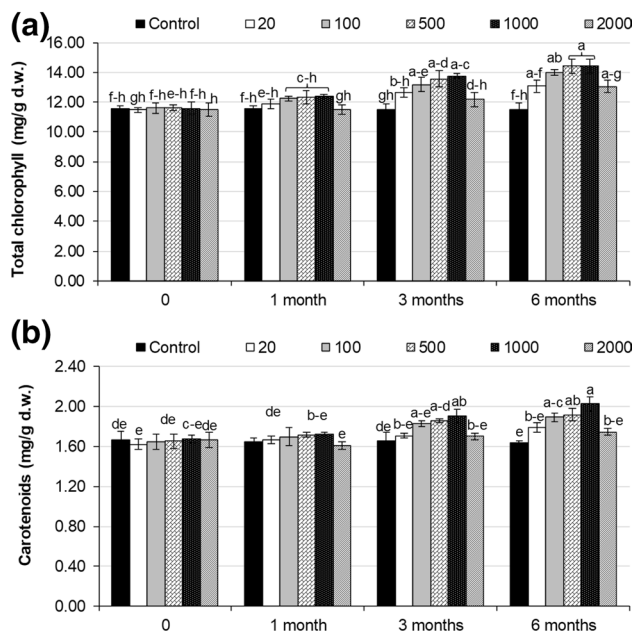 (a)
Control 20 100 500 1000 2000
Total chlorophyll (mg/g d.w.)
16.00
14.00
12.00
10.00
8.00
6.00
4.00
2.00
0.00
f-h gh f-h e-h f-h h
f-h e-h c-h gh
gh b-h a-e a-d a-c d-h
f-h a-f ab a a-g
0 1 month 3 months 6 months
(b)
Control 20 100 500 1000 2000
Carotenoids (mg/g d.w.)
2.40
2.00
1.60
1.20
0.80
0.40
0.00
de e de c-e de
de b-e e
de b-e a-e a-d ab b-e
e b-e a-c ab a b-e
0 1 month 3 months 6 months